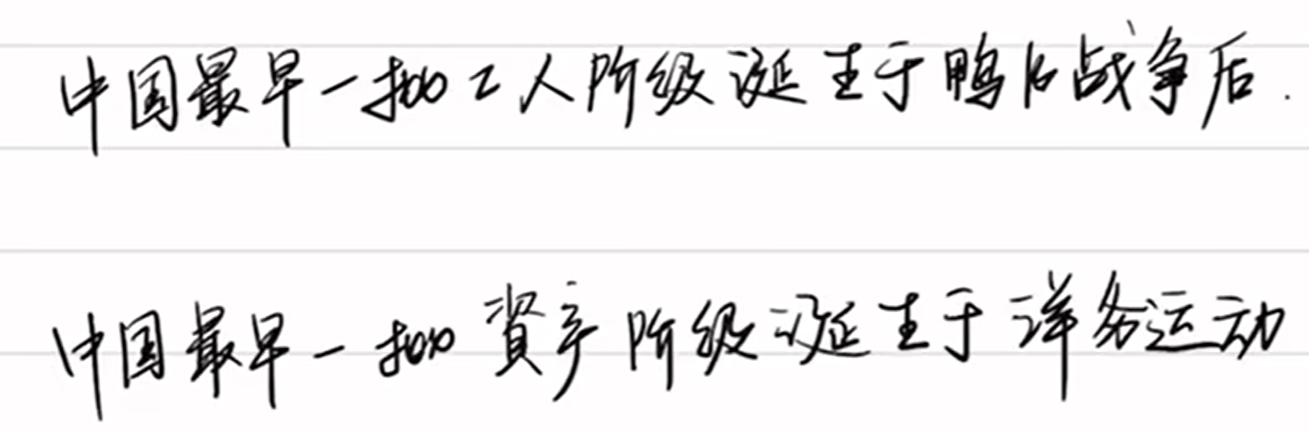 中国最早一批工人阶级诞生于鸦片战争后.
中国最早一批資产阶级诞生于洋务运动